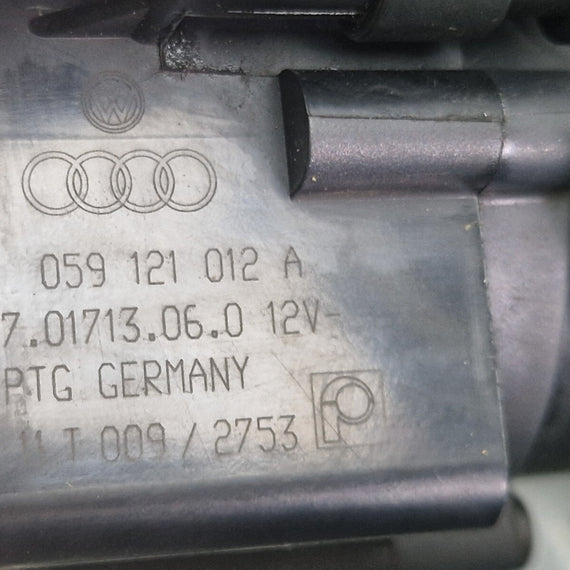 059 121 012 A
7.01713.06.0 12V-
PTG GERMANY
T 009 / 2753